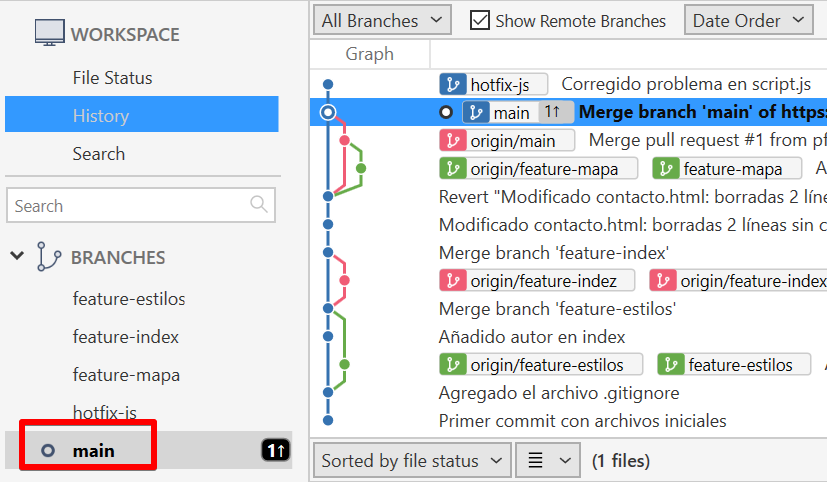 WORKSPACE
File Status
History
Search
Search
BRANCHES
feature-estilos
feature-index
feature-mapa
hotfix-js
main 1↑
All Branches Show Remote Branches Date Order
Graph
hotfix-js Corregido problema en script.js
main 1↑ Merge branch 'main' of https:
origin/main Merge pull request #1 from pf
origin/feature-mapa feature-mapa A
Revert "Modificado contacto.html: borradas 2 líne
Modificado contacto.html: borradas 2 líneas sin c
Merge branch 'feature-index'
origin/feature-indez origin/feature-index
Merge branch 'feature-estilos'
Añadido autor en index
origin/feature-estilos feature-estilos
Agregado el archivo .gitignore
Primer commit con archivos iniciales
Sorted by file status (1 files)